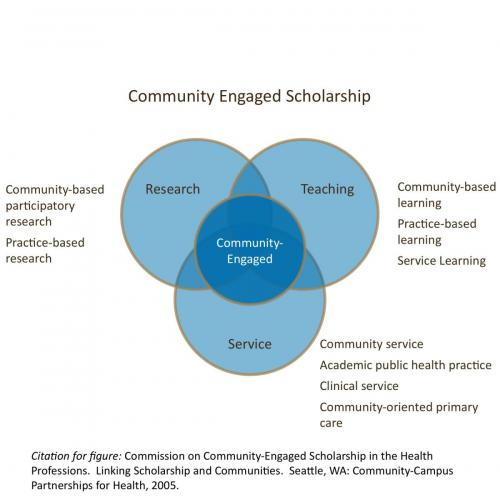 Community Engaged Scholarship
Research
Teaching
Community-based
participatory
research
Practice-based
research
Community-based
learning
Practice-based
learning
Service Learning
Community-
Engaged
Service
Community service
Academic public health practice
Clinical service
Community-oriented primary
care
Citation for figure: Commission on Community-Engaged Scholarship in the Health
Professions. Linking Scholarship and Communities. Seattle, WA: Community-Campus
Partnerships for Health, 2005.